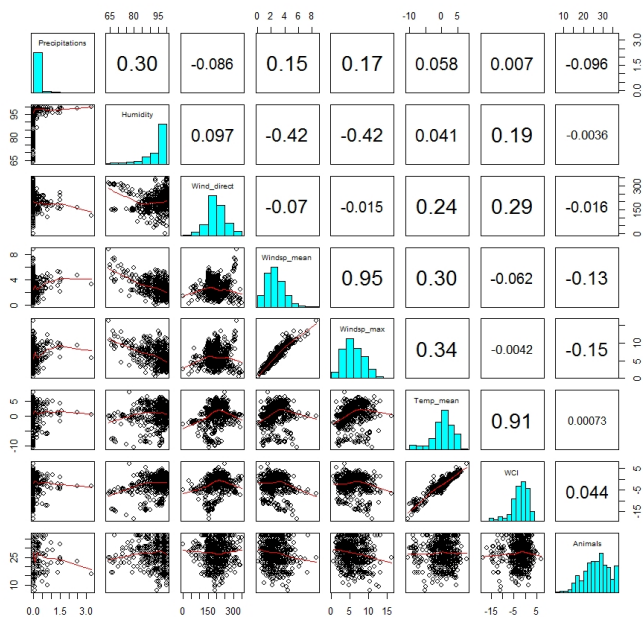 65 75 85 95
0 2 4 6 8
-10 0 5
10 20 30
Precipitations 0.30 -0.086 0.15 0.17 0.058 0.007 -0.096
0.0 1.5 3.0
65 75 85 95
Humidity 0.097 -0.42 -0.42 0.041 0.19 -0.0036
Wind_direct -0.07 -0.015 0.24 0.29 -0.016
0 150 300
0 4 8
Windsp_mean 0.95 0.30 -0.062 -0.13
Windsp_max 0.34 -0.0042 -0.15
0 5 10 15
-10 0 5
Temp_mean 0.91 0.00073
WCI 0.044
-15 -5 5
10 25
Animals
0.0 1.5 3.0
0 150 300
0 5 10 15
-15 -5 5